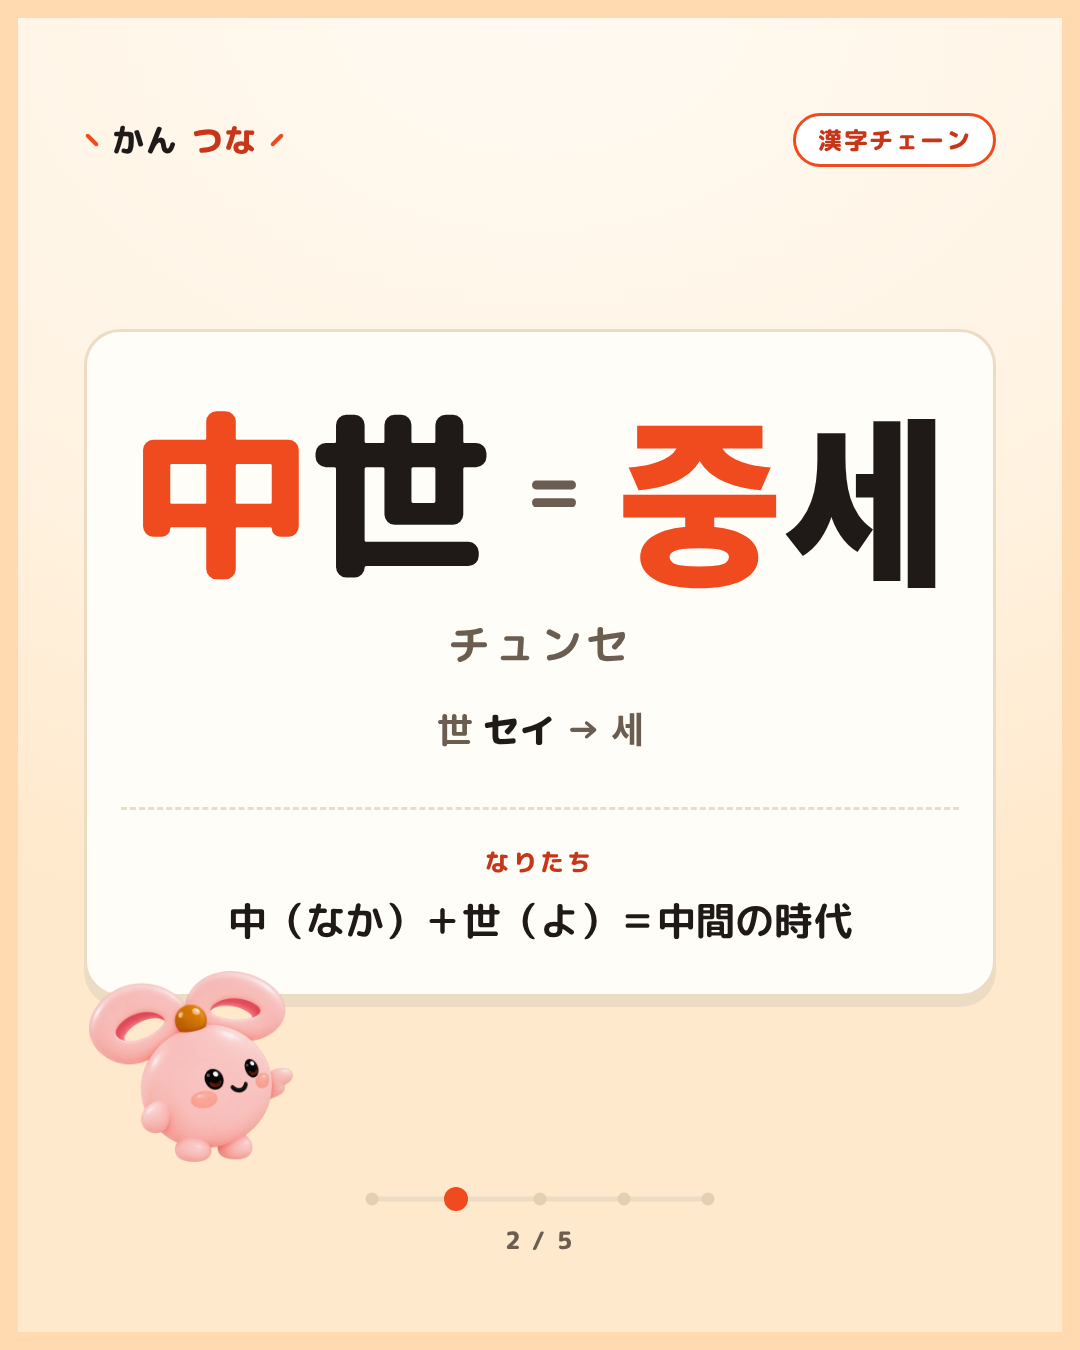 かん つな
漢字チェーン
中世 = 중세
チュンセ
世 セイ → 세
なりたち
中（なか）＋世（よ）＝中間の時代
2 / 5